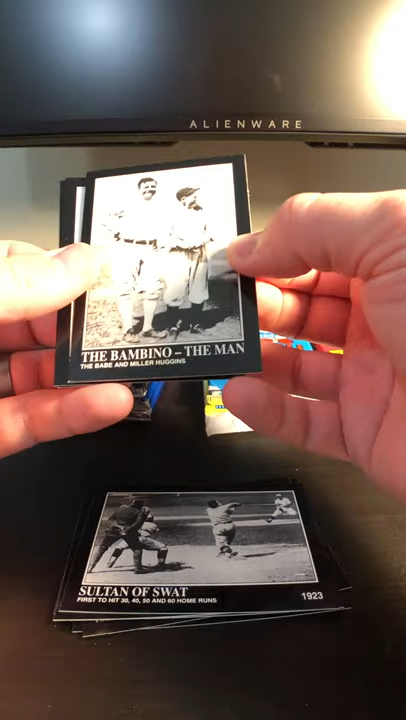 ALIENWARE
THE BAMBINO – THE MAN
THE BABE AND MILLER HUGGINS
SULTAN OF SWAT
FIRST TO HIT 30, 40, 50 AND 60 HOME RUNS
1923